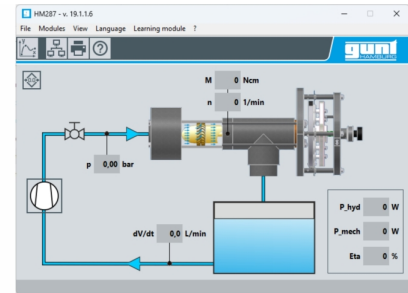 HM287 - v. 19.1.1.6
File Modules View Language Learning module ?
gunt
HAMBURG
M 0 Ncm
n 0 1/min
p 0,00 bar
dV/dt 0,0 L/min
P_hyd 0 W
P_mech 0 W
Eta 0 %